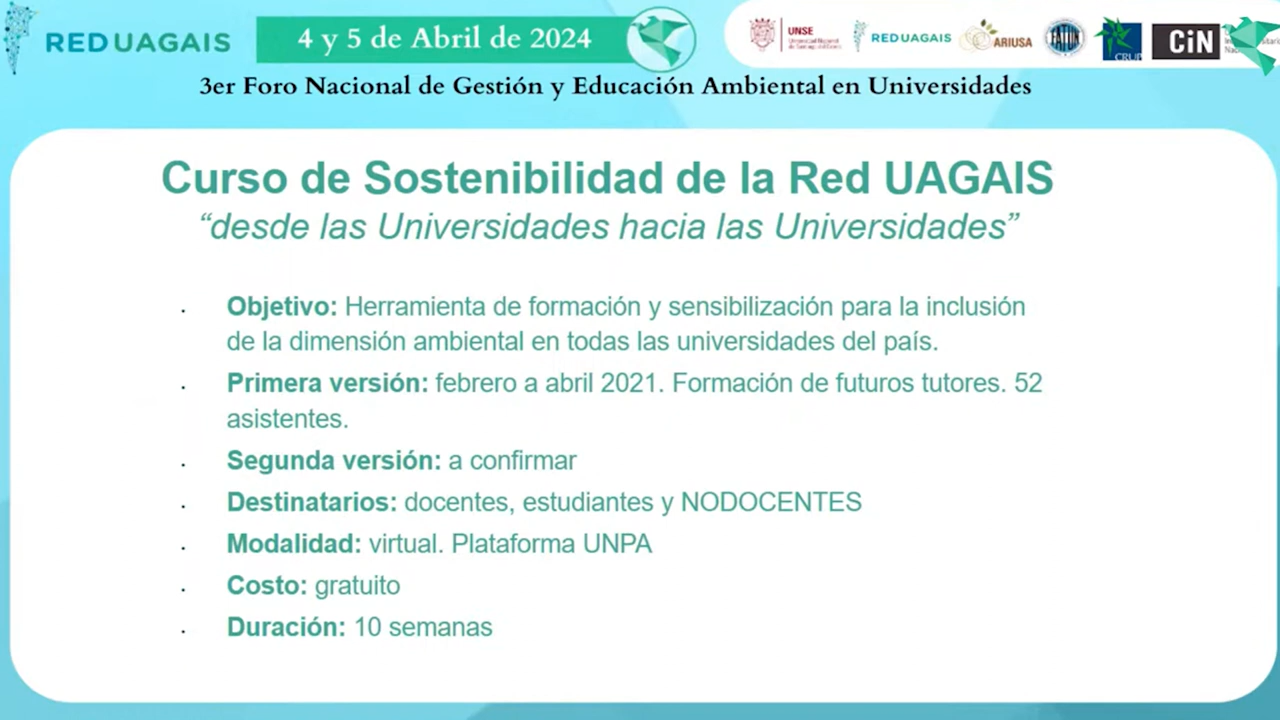 REDUAGAIS
4 y 5 de Abril de 2024
UNSE
REDUAGAIS
ARIUSA
FATUN
CRUP
CiN
3er Foro Nacional de Gestión y Educación Ambiental en Universidades
Curso de Sostenibilidad de la Red UAGAIS
“desde las Universidades hacia las Universidades”
Objetivo: Herramienta de formación y sensibilización para la inclusión
de la dimensión ambiental en todas las universidades del país.
Primera versión: febrero a abril 2021. Formación de futuros tutores. 52
asistentes.
Segunda versión: a confirmar
Destinatarios: docentes, estudiantes y NODOCENTES
Modalidad: virtual. Plataforma UNPA
Costo: gratuito
Duración: 10 semanas